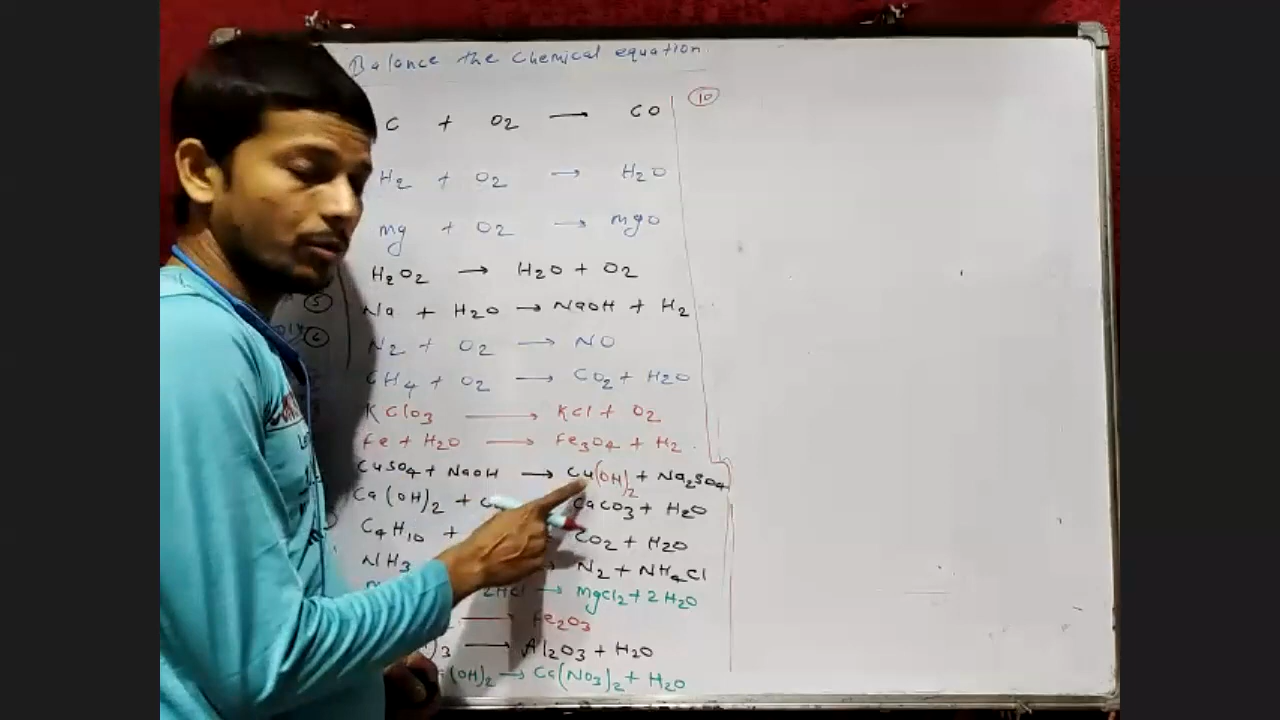 Balance the Chemical equation
10
C + O2 → CO
H2 + O2 → H2O
mg + O2 → mgo
H2O2 → H2O + O2
5
Na + H2O → NaOH + H2
6
N2 + O2 → NO
CH4 + O2 → CO2 + H2O
KClO3 → KCl + O2
Fe + H2O → Fe3O4 + H2
CuSO4 + NaOH → Cu(OH)2 + Na2SO4
Ca(OH)2 + CaCO3 + H2O
C4H10 + CO2 + H2O
NH3 → N2 + NH4Cl
2HCl → MgCl2 + 2H2O
→ Fe2O3
)3 → Al2O3 + H2O
(OH)2 → Ca(NO3)2 + H2O